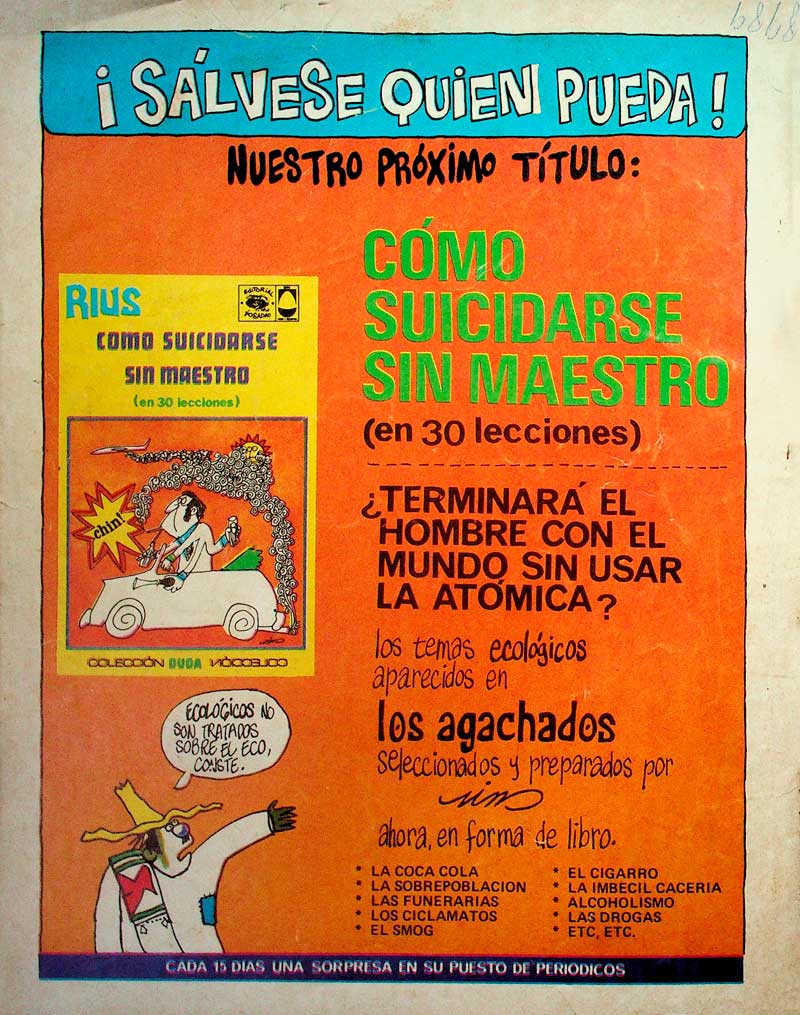 6898
¡SÁLVESE QUIEN PUEDA!
NUESTRO PRÓXIMO TÍTULO:
CÓMO
SUICIDARSE
SIN MAESTRO
(en 30 lecciones)
¿TERMINARÁ EL
HOMBRE CON EL
MUNDO SIN USAR
LA ATÓMICA?
los temas ecológicos
aparecidos en
los agachados
seleccionados y preparados por
rius
ahora, en forma de libro.
* LA COCA COLA
* LA SOBREPOBLACION
* LAS FUNERARIAS
* LOS CICLAMATOS
* EL SMOG
* EL CIGARRO
* LA IMBECIL CACERIA
* ALCOHOLISMO
* LAS DROGAS
* ETC, ETC.
RIUS
EDITORIAL
POSADA
COMO SUICIDARSE
SIN MAESTRO
(en 30 lecciones)
chin!
rius
COLECCIÓN DUDA COLECCIÓN
ECOLÓGICOS NO
SON TRATADOS
SOBRE EL ECO,
CONSTE.
CADA 15 DIAS UNA SORPRESA EN SU PUESTO DE PERIODICOS